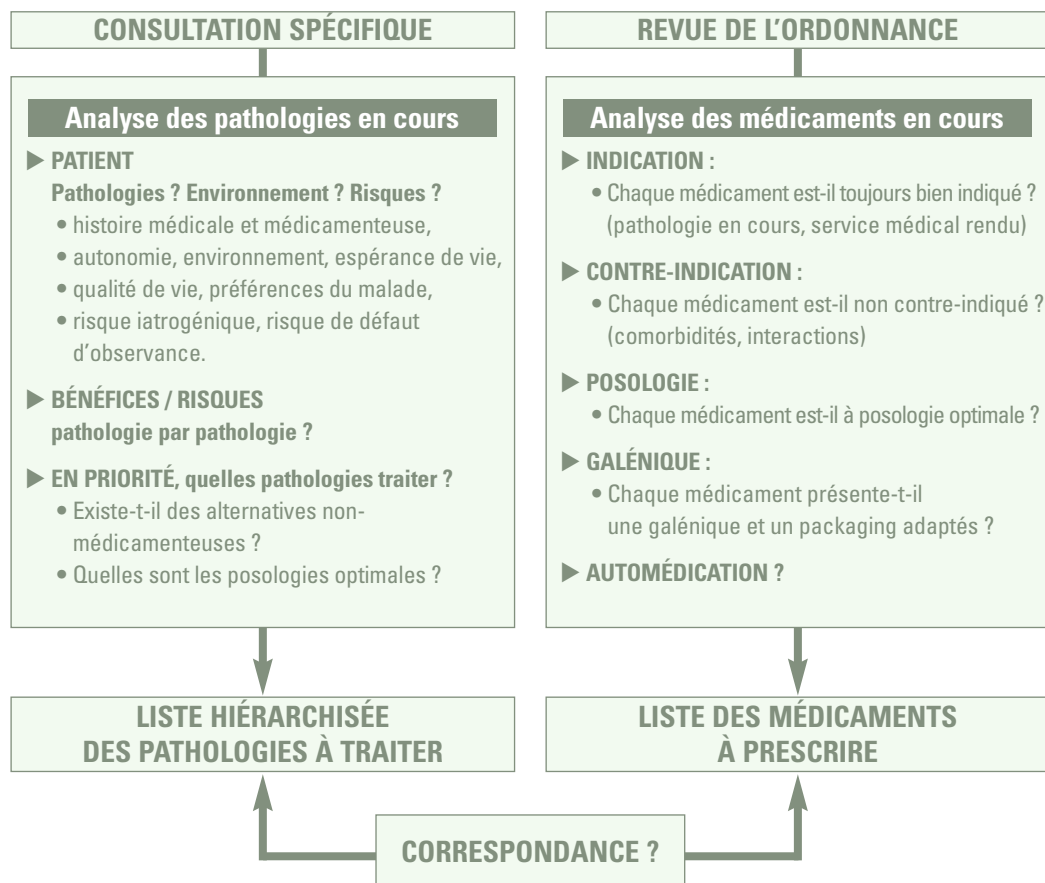 CONSULTATION SPÉCIFIQUE
Analyse des pathologies en cours
▶ PATIENT
Pathologies ? Environnement ? Risques ?
• histoire médicale et médicamenteuse,
• autonomie, environnement, espérance de vie,
• qualité de vie, préférences du malade,
• risque iatrogénique, risque de défaut
d’observance.
▶ BÉNÉFICES / RISQUES
pathologie par pathologie ?
▶ EN PRIORITÉ, quelles pathologies traiter ?
• Existe-t-il des alternatives non-
médicamenteuses ?
• Quelles sont les posologies optimales ?
LISTE HIÉRARCHISÉE
DES PATHOLOGIES À TRAITER
REVUE DE L’ORDONNANCE
Analyse des médicaments en cours
▶ INDICATION :
• Chaque médicament est-il toujours bien indiqué ?
(pathologie en cours, service médical rendu)
▶ CONTRE-INDICATION :
• Chaque médicament est-il non contre-indiqué ?
(comorbidités, interactions)
▶ POSOLOGIE :
• Chaque médicament est-il à posologie optimale ?
▶ GALÉNIQUE :
• Chaque médicament présente-t-il
une galénique et un packaging adaptés ?
▶ AUTOMÉDICATION ?
LISTE DES MÉDICAMENTS
À PRESCRIRE
CORRESPONDANCE ?